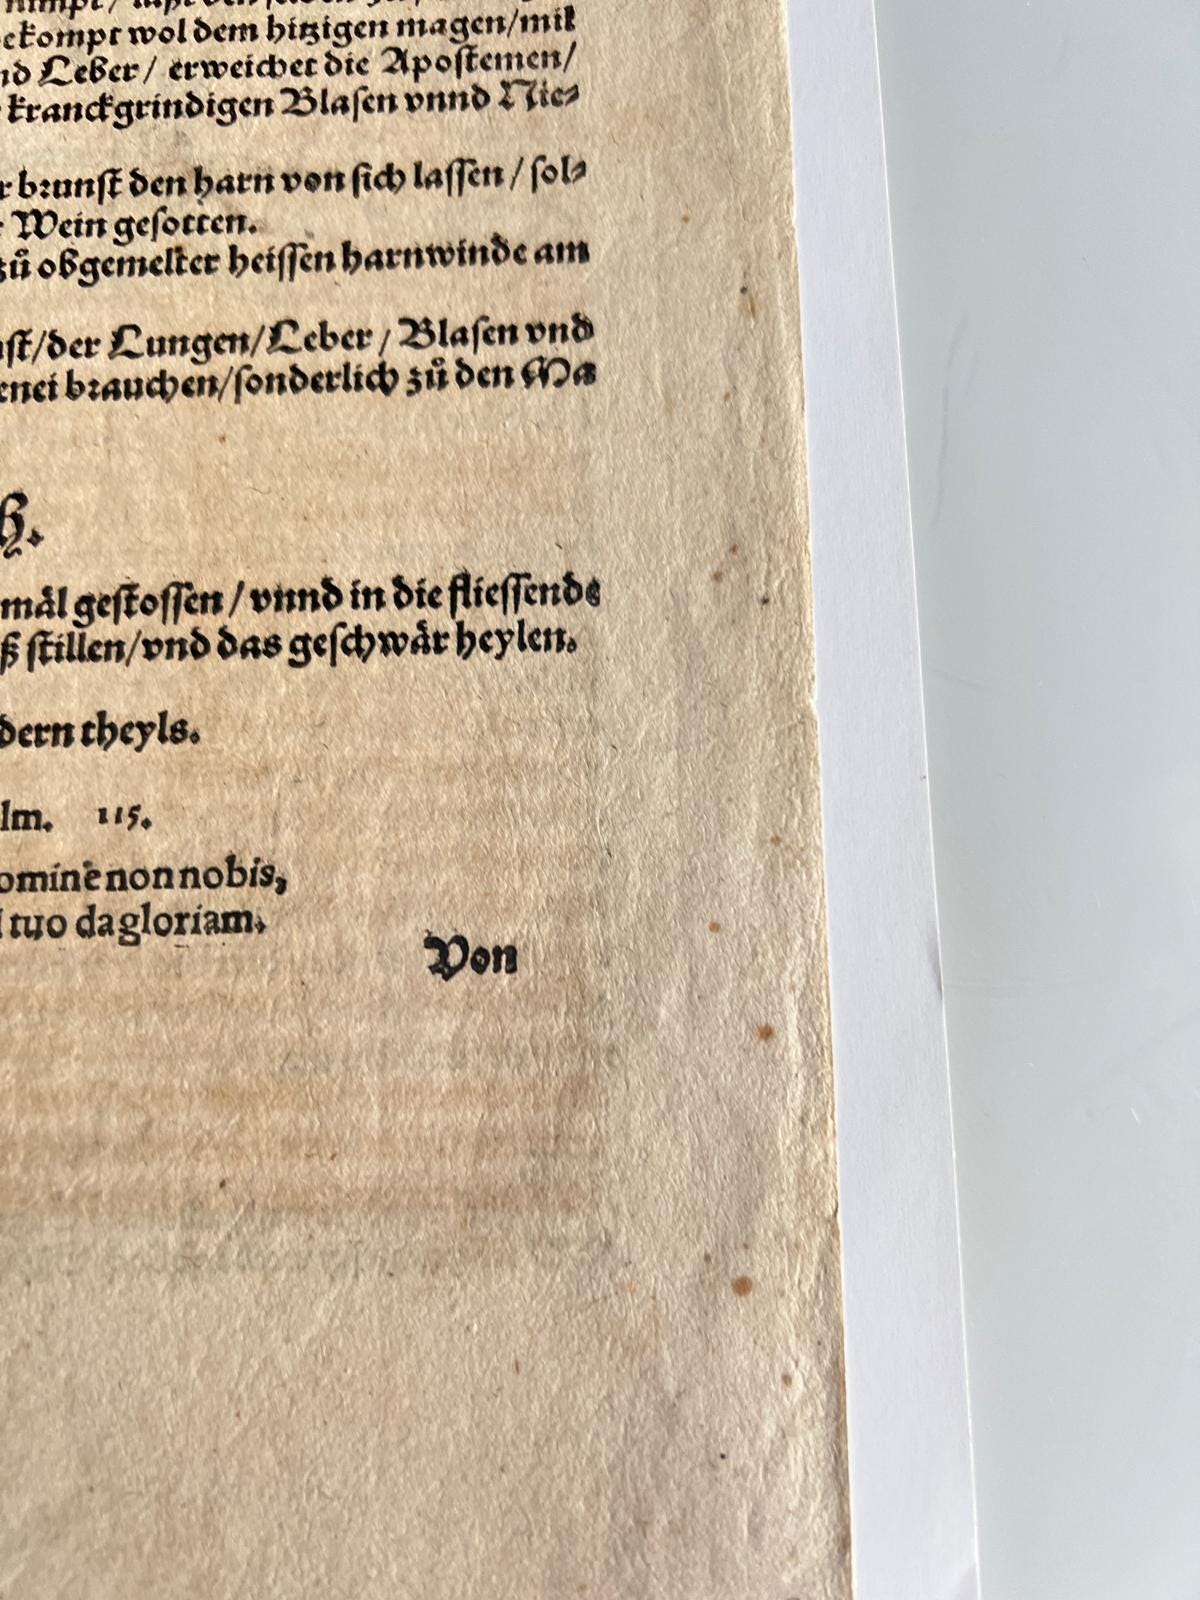 ekompt wol dem hitzigen magen/mil
nd Leber/ erweichet die Apostemen/
kranckgrindigen Blasen vnnd Nie⸗
r brunst den harn von sich lassen/sol⸗
Wein gesotten.
zů obgemelter heissen harnwinde am
st/der Lungen/Leber/Blasen vnd
enei brauchen/sonderlich zů den Ma
h.
mål gestossen/vnnd in die fliessende
ß stillen/vnd das geschwår heylen.
dern theyls.
lm. 115.
omine non nobis,
tuo da gloriam.
Von